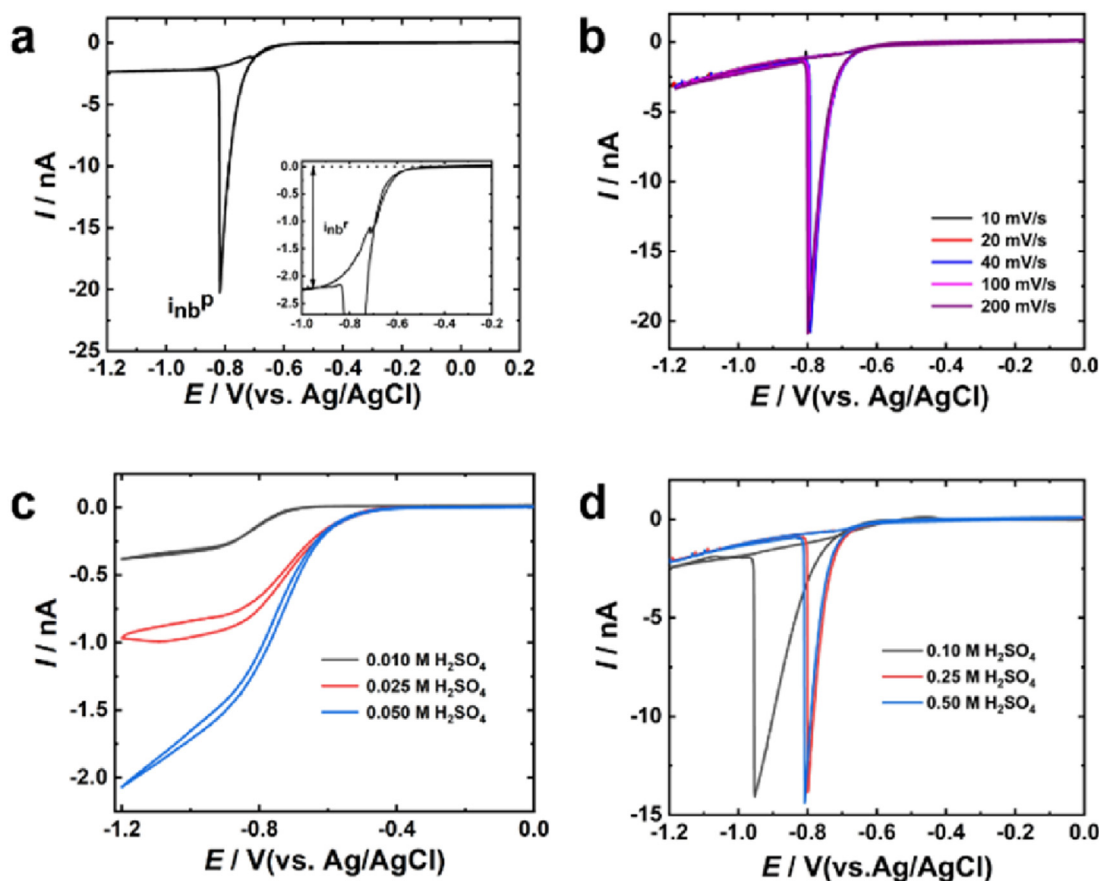 a
0
-5
-10
-15
-20
-25
I / nA
-1.2 -1.0 -0.8 -0.6 -0.4 -0.2 0.0 0.2
E / V(vs. Ag/AgCl)
inb^p
0.0
-0.5
-1.0
-1.5
-2.0
-2.5
inb^r
-1.0 -0.8 -0.6 -0.4 -0.2
b
0
-5
-10
-15
-20
I / nA
10 mV/s
20 mV/s
40 mV/s
100 mV/s
200 mV/s
-1.2 -1.0 -0.8 -0.6 -0.4 -0.2 0.0
E / V(vs. Ag/AgCl)
c
0.0
-0.5
-1.0
-1.5
-2.0
I / nA
0.010 M H₂SO₄
0.025 M H₂SO₄
0.050 M H₂SO₄
-1.2 -0.8 -0.4 0.0
E / V(vs. Ag/AgCl)
d
0
-5
-10
-15
I / nA
0.10 M H₂SO₄
0.25 M H₂SO₄
0.50 M H₂SO₄
-1.2 -1.0 -0.8 -0.6 -0.4 -0.2 0.0
E / V(vs.Ag/AgCl)